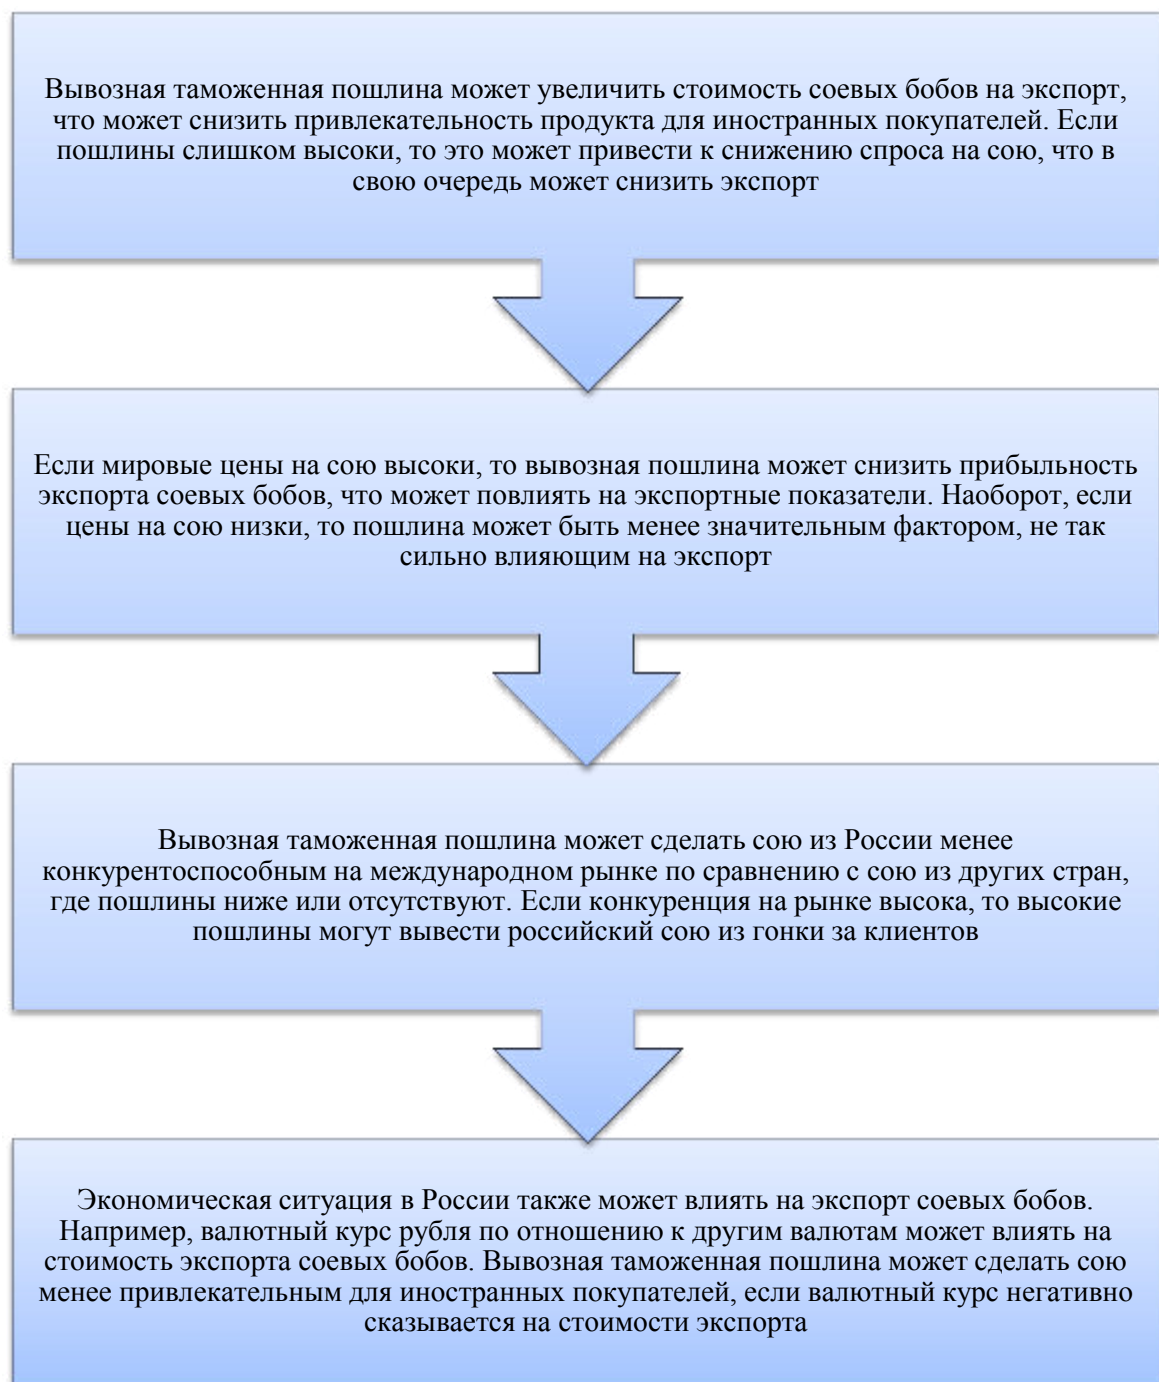 Вывозная таможенная пошлина может увеличить стоимость соевых бобов на экспорт,
что может снизить привлекательность продукта для иностранных покупателей. Если
пошлины слишком высоки, то это может привести к снижению спроса на сою, что в
свою очередь может снизить экспорт
Если мировые цены на сою высоки, то вывозная пошлина может снизить прибыльность
экспорта соевых бобов, что может повлиять на экспортные показатели. Наоборот, если
цены на сою низки, то пошлина может быть менее значительным фактором, не так
сильно влияющим на экспорт
Вывозная таможенная пошлина может сделать сою из России менее
конкурентоспособным на международном рынке по сравнению с сою из других стран,
где пошлины ниже или отсутствуют. Если конкуренция на рынке высока, то высокие
пошлины могут вывести российский сою из гонки за клиентов
Экономическая ситуация в России также может влиять на экспорт соевых бобов.
Например, валютный курс рубля по отношению к другим валютам может влиять на
стоимость экспорта соевых бобов. Вывозная таможенная пошлина может сделать сою
менее привлекательным для иностранных покупателей, если валютный курс негативно
сказывается на стоимости экспорта